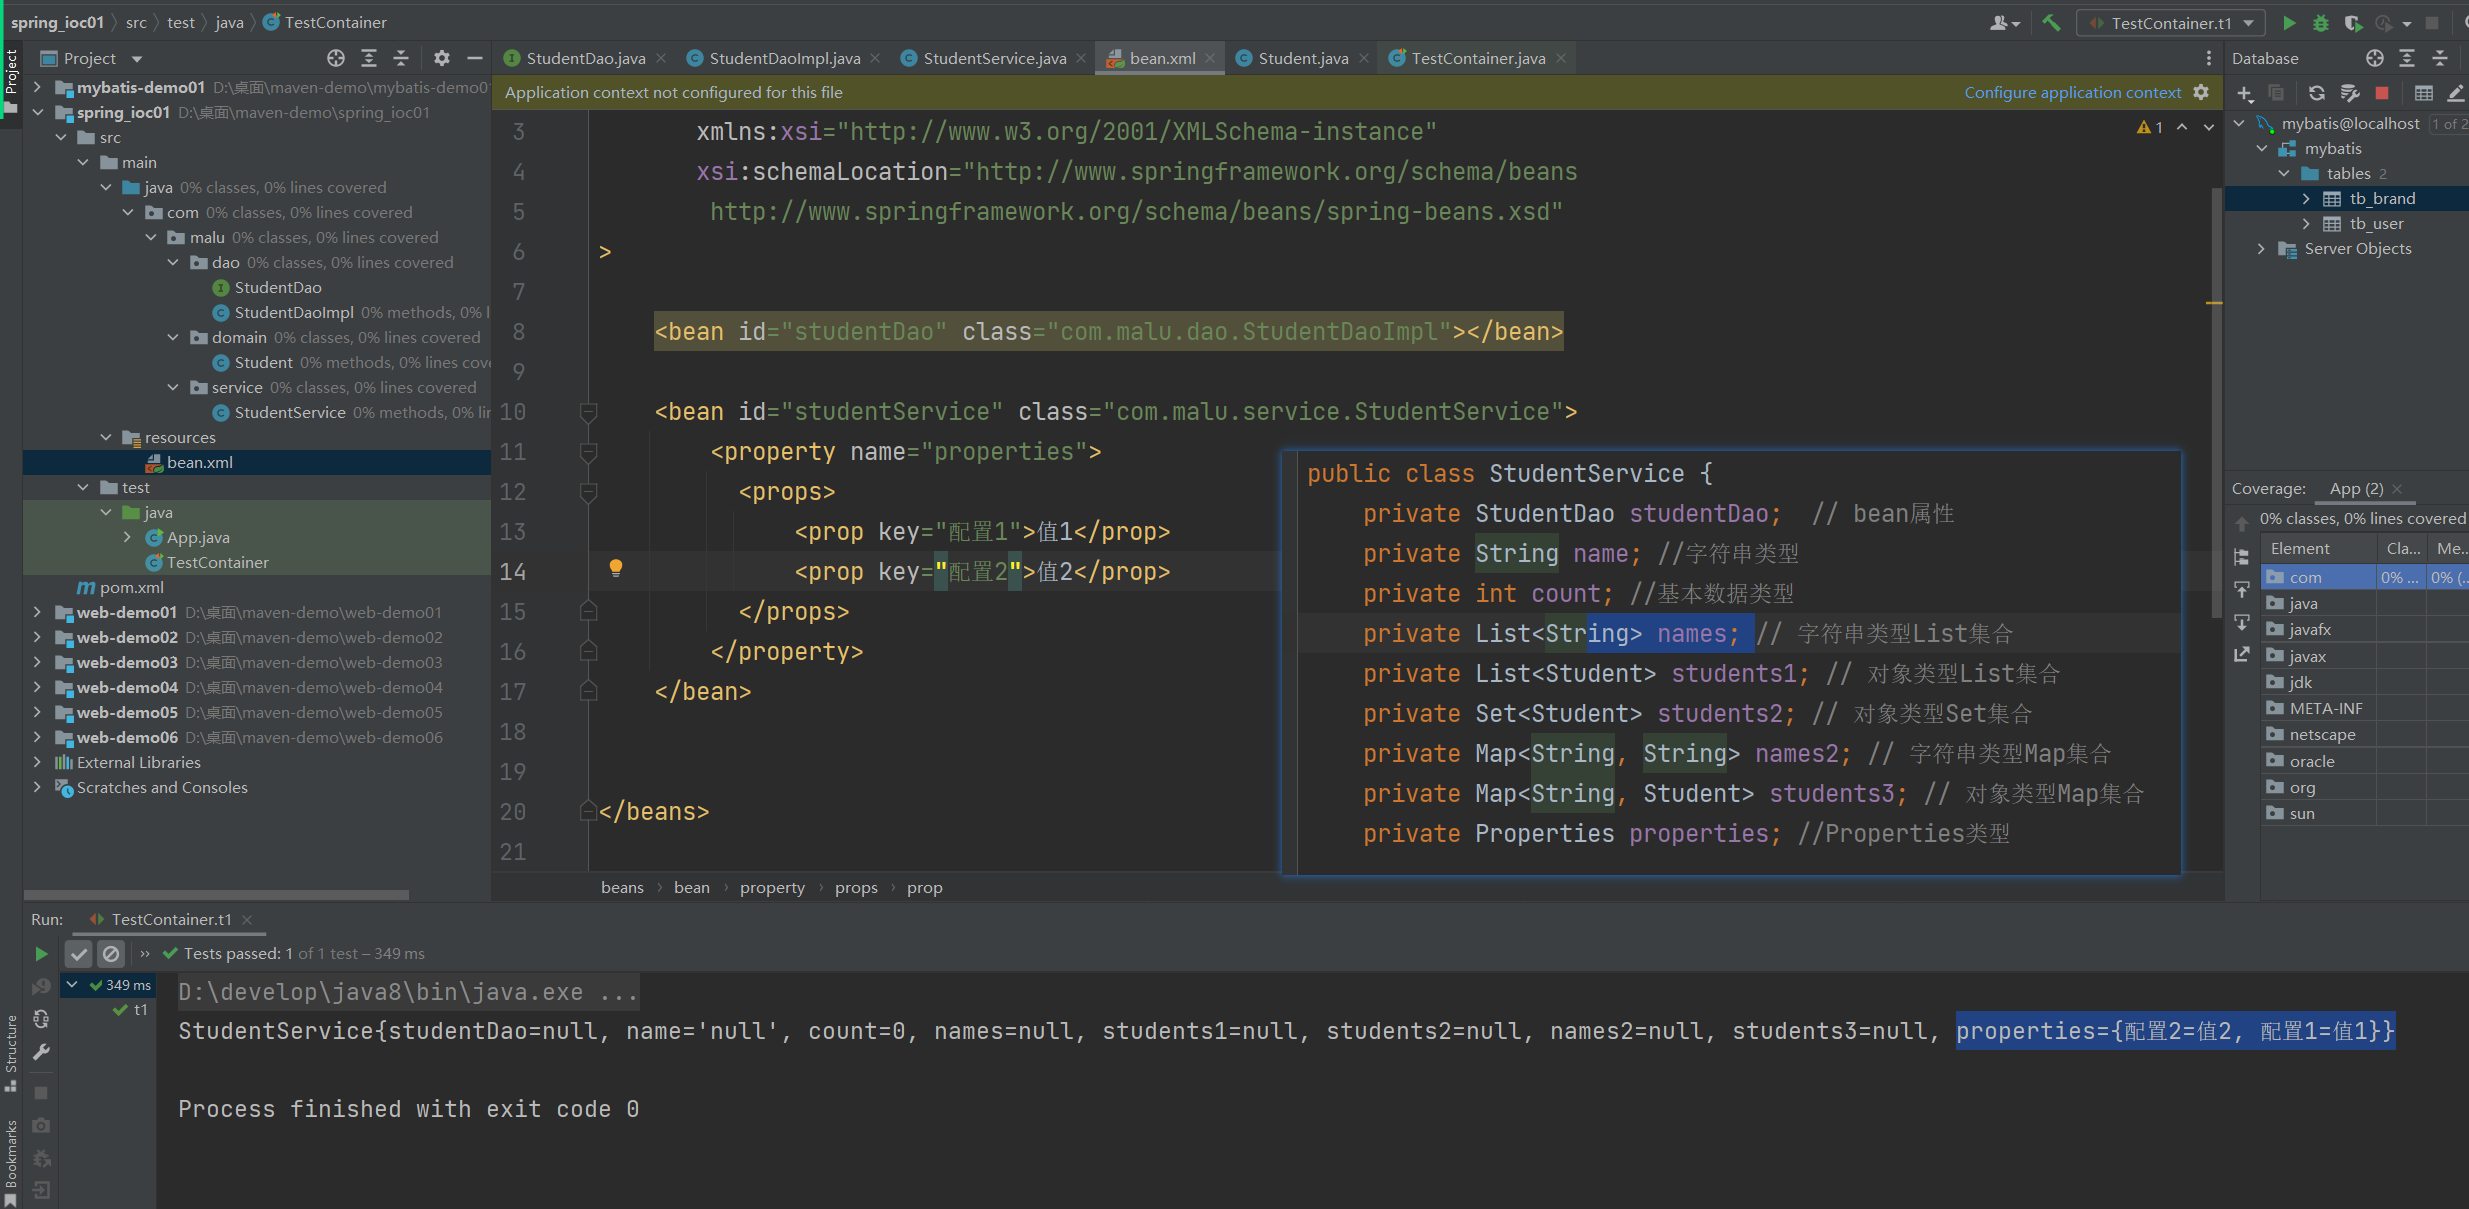 spring_ioc01 src test java TestContainer
TestContainer.t1
Project
StudentDao.java StudentDaoImpl.java StudentService.java bean.xml Student.java TestContainer.java
Application context not configured for this file
Configure application context
Project
mybatis-demo01 D:\桌面\maven-demo\mybatis-demo01
spring_ioc01 D:\桌面\maven-demo\spring_ioc01
src
main
java 0% classes, 0% lines covered
com 0% classes, 0% lines covered
malu 0% classes, 0% lines covered
dao 0% classes, 0% lines covered
StudentDao
StudentDaoImpl 0% methods, 0% l
domain 0% classes, 0% lines covered
Student 0% methods, 0% lines cov
service 0% classes, 0% lines covered
StudentService 0% methods, 0% lin
resources
bean.xml
test
java
App.java
TestContainer
pom.xml
web-demo01 D:\桌面\maven-demo\web-demo01
web-demo02 D:\桌面\maven-demo\web-demo02
web-demo03 D:\桌面\maven-demo\web-demo03
web-demo04 D:\桌面\maven-demo\web-demo04
web-demo05 D:\桌面\maven-demo\web-demo05
web-demo06 D:\桌面\maven-demo\web-demo06
External Libraries
Scratches and Consoles
1
3 xmlns:xsi="http://www.w3.org/2001/XMLSchema-instance"
4 xsi:schemaLocation="http://www.springframework.org/schema/beans
5 http://www.springframework.org/schema/beans/spring-beans.xsd"
6 >
7
8 <bean id="studentDao" class="com.malu.dao.StudentDaoImpl"></bean>
9
10 <bean id="studentService" class="com.malu.service.StudentService">
11 <property name="properties">
12 <props>
13 <prop key="配置1">值1</prop>
14 <prop key="配置2">值2</prop>
15 </props>
16 </property>
17 </bean>
18
19
20 </beans>
21
public class StudentService {
private StudentDao studentDao; // bean属性
private String name; //字符串类型
private int count; //基本数据类型
private List<String> names; // 字符串类型List集合
private List<Student> students1; // 对象类型List集合
private Set<Student> students2; // 对象类型Set集合
private Map<String, String> names2; // 字符串类型Map集合
private Map<String, Student> students3; // 对象类型Map集合
private Properties properties; //Properties类型
beans bean property props prop
Database
mybatis@localhost 1 of 2
mybatis
tables 2
tb_brand
tb_user
Server Objects
Coverage: App (2)
0% classes, 0% lines covered
Element Cla... Me...
com 0% ... 0% (..
java
javafx
javax
jdk
META-INF
netscape
oracle
org
sun
Run: TestContainer.t1
Tests passed: 1 of 1 test – 349 ms
349 ms
t1
D:\develop\java8\bin\java.exe ...
StudentService{studentDao=null, name='null', count=0, names=null, students1=null, students2=null, names2=null, students3=null, properties={配置2=值2, 配置1=值1}}
Process finished with exit code 0
Structure
Bookmarks